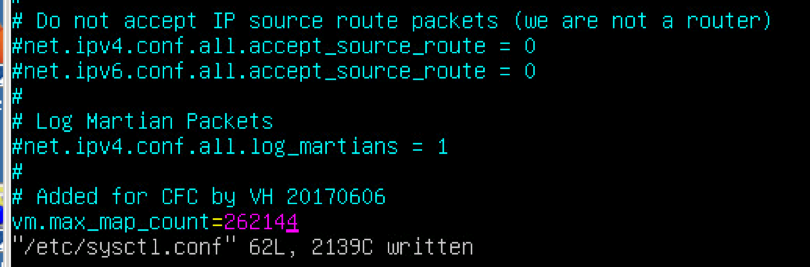 #
# Do not accept IP source route packets (we are not a router)
#net.ipv4.conf.all.accept_source_route = 0
#net.ipv6.conf.all.accept_source_route = 0
#
# Log Martian Packets
#net.ipv4.conf.all.log_martians = 1
#
# Added for CFC by VH 20170606
vm.max_map_count=262144
"/etc/sysctl.conf" 62L, 2139C written